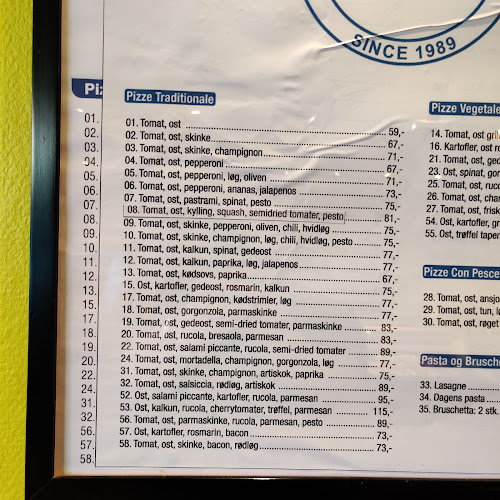 SINCE 1989
Piz
01.
02.
03.
04.
05.
06.
07.
08.
09.
10.
11.
12.
13.
15.
17.
18.
20.
24.
32.
56.
57.
58.
Pizze Traditionale
01. Tomat, ost 59,-
02. Tomat, ost, skinke 67,-
03. Tomat, ost, skinke, champignon 71,-
04. Tomat, ost, pepperoni 67,-
05. Tomat, ost, pepperoni, løg, oliven 71,-
06. Tomat, ost, pepperoni, ananas, jalapenos 73,-
07. Tomat, ost, pastrami, spinat, pesto 75,-
08. Tomat, ost, kylling, squash, semidried tomater, pesto 81,-
09. Tomat, ost, skinke, pepperoni, oliven, chili, hvidløg 75,-
10. Tomat, ost, skinke, champignon, løg, chili, hvidløg, pesto 75,-
11. Tomat, ost, kalkun, spinat, gedeost 77,-
12. Tomat, ost, kalkun, paprika, løg, jalapenos 77,-
13. Tomat, ost, kødsovs, paprika 67,-
15. Ost, kartofler, gedeost, rosmarin, kalkun 75,-
17. Tomat, ost, champignon, kødstrimler, løg 77,-
18. Tomat, ost, gorgonzola, parmaskinke 77,-
19. Tomat, ost, gedeost, semi-dried tomater, parmaskinke 83,-
20. Tomat, ost, rucola, bresaola, parmesan 83,-
22. Tomat, ost, salami piccante, rucola, semi-dried tomater 89,-
24. Tomat, ost, mortadella, champignon, gorgonzola, løg 77,-
31. Tomat, ost, skinke, champignon, artiskok, paprika 75,-
32. Tomat, ost, salsiccia, rødløg, artiskok 89,-
52. Ost, salami piccante, kartofler, rucola, parmesan 95,-
53. Ost, kalkun, rucola, cherrytomater, trøffel, parmesan 115,-
56. Tomat, ost, parmaskinke, rucola, parmesan, pesto 89,-
57. Ost, kartofler, rosmarin, bacon 73,-
58. Tomat, ost, skinke, bacon, rødløg 73,-
Pizze Vegetale
14. Tomat, ost gril
16. Kartofler, ost ro
21. Tomat, ost, ged
23. Ost, spinat, gor
25. Tomat, ost, ruc
26. Tomat, ost, cha
27. Tomat, ost, frisk
54. Ost, kartofler, gr
55. Ost, trøffel tape
Pizze Con Pesce
28. Tomat, ost, ansjo
29. Tomat, ost, tun, l
30. Tomat, ost, røget
Pasta og Brusche
33. Lasagne
34. Dagens pasta
35. Bruschetta: 2 stk.